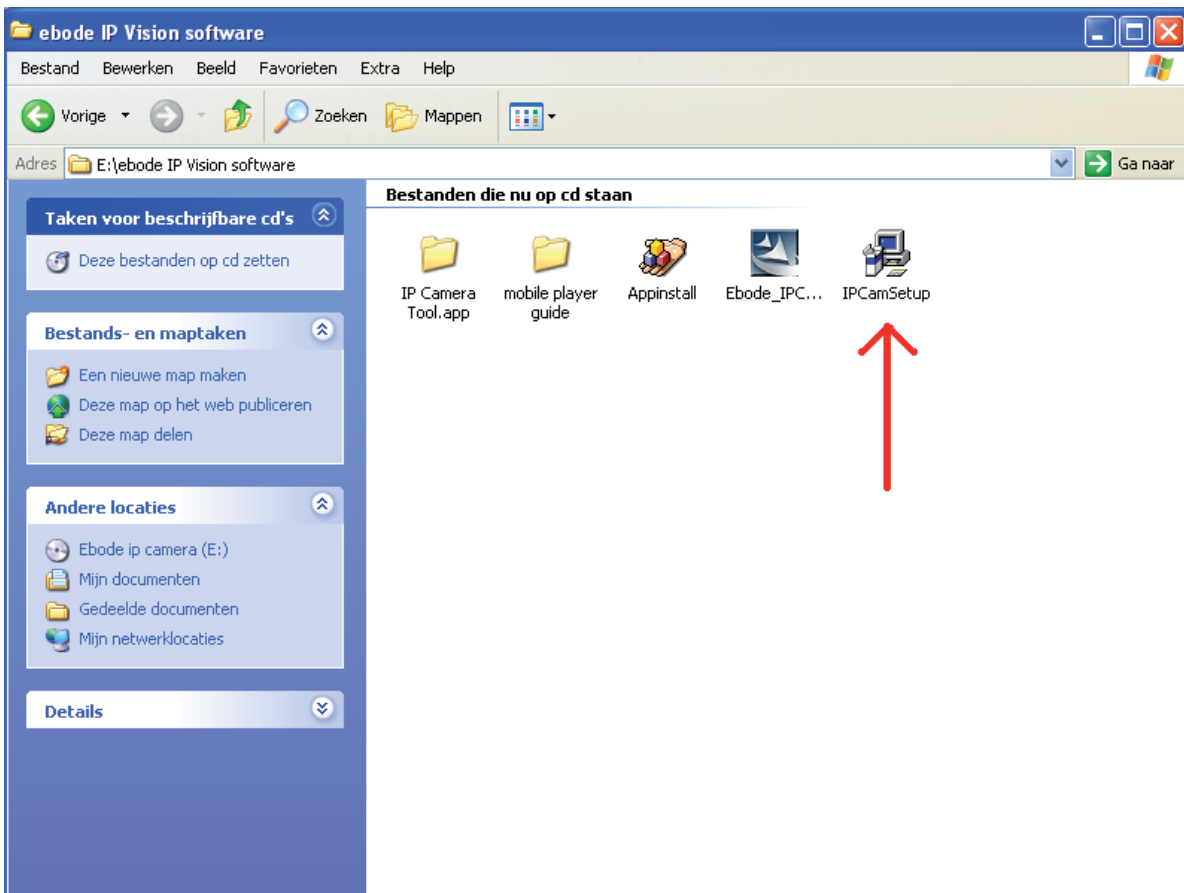 ebode IP Vision software
Bestand Bewerken Beeld Favorieten Extra Help
Vorige Zoeken Mappen
Adres E:\ebode IP Vision software Ga naar
Taken voor beschrijfbare cd's
Deze bestanden op cd zetten
Bestands- en maptaken
Een nieuwe map maken
Deze map op het web publiceren
Deze map delen
Andere locaties
Ebode ip camera (E:)
Mijn documenten
Gedeelde documenten
Mijn netwerklocaties
Details
Bestanden die nu op cd staan
IP Camera Tool.app
mobile player guide
Appinstall
Ebode_IPC...
IPCamSetup